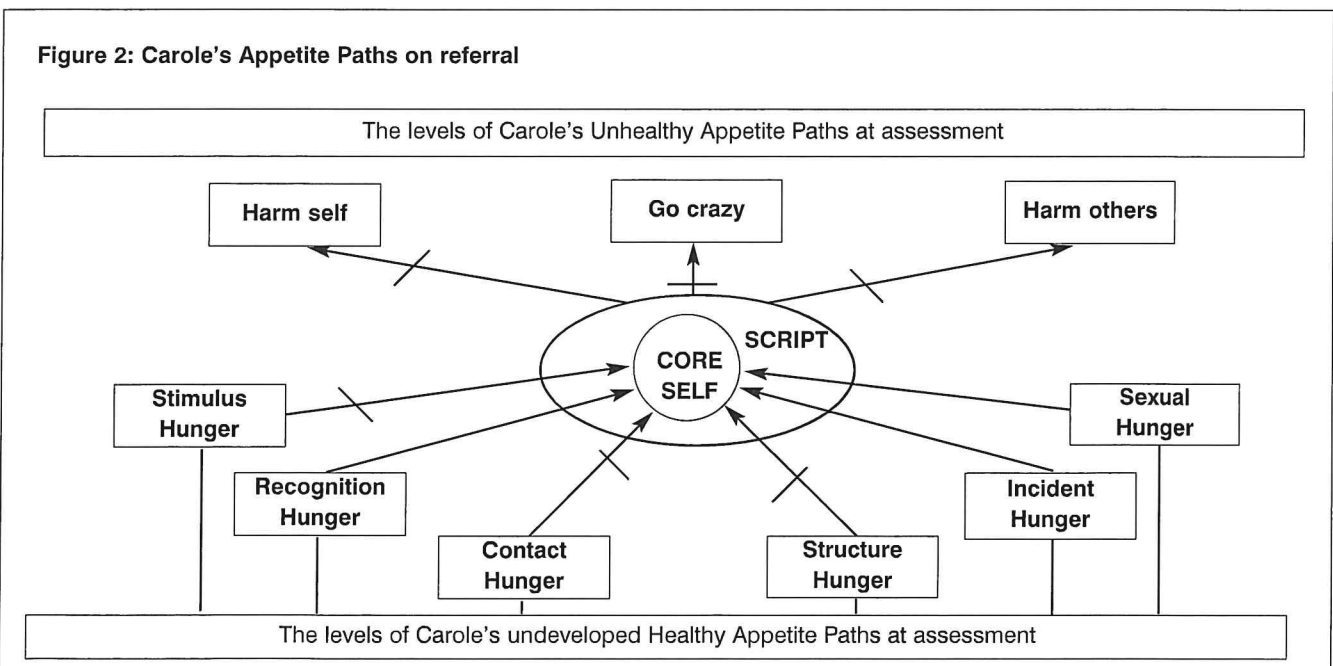 Figure 2: Carole's Appetite Paths on referral
The levels of Carole's Unhealthy Appetite Paths at assessment
Harm self
Go crazy
Harm others
SCRIPT
CORE
SELF
Stimulus
Hunger
Sexual
Hunger
Recognition
Hunger
Incident
Hunger
Contact
Hunger
Structure
Hunger
The levels of Carole's undeveloped Healthy Appetite Paths at assessment